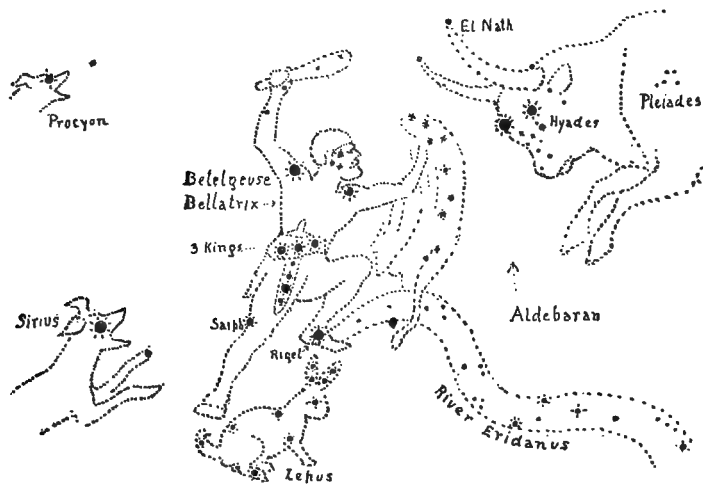 El Nath
Procyon
Hyades
Pleiades
Betelgeuse
Bellatrix
3 Kings
Aldebaran
Sirius
Saiph
Rigel
River Eridanus
Lepus